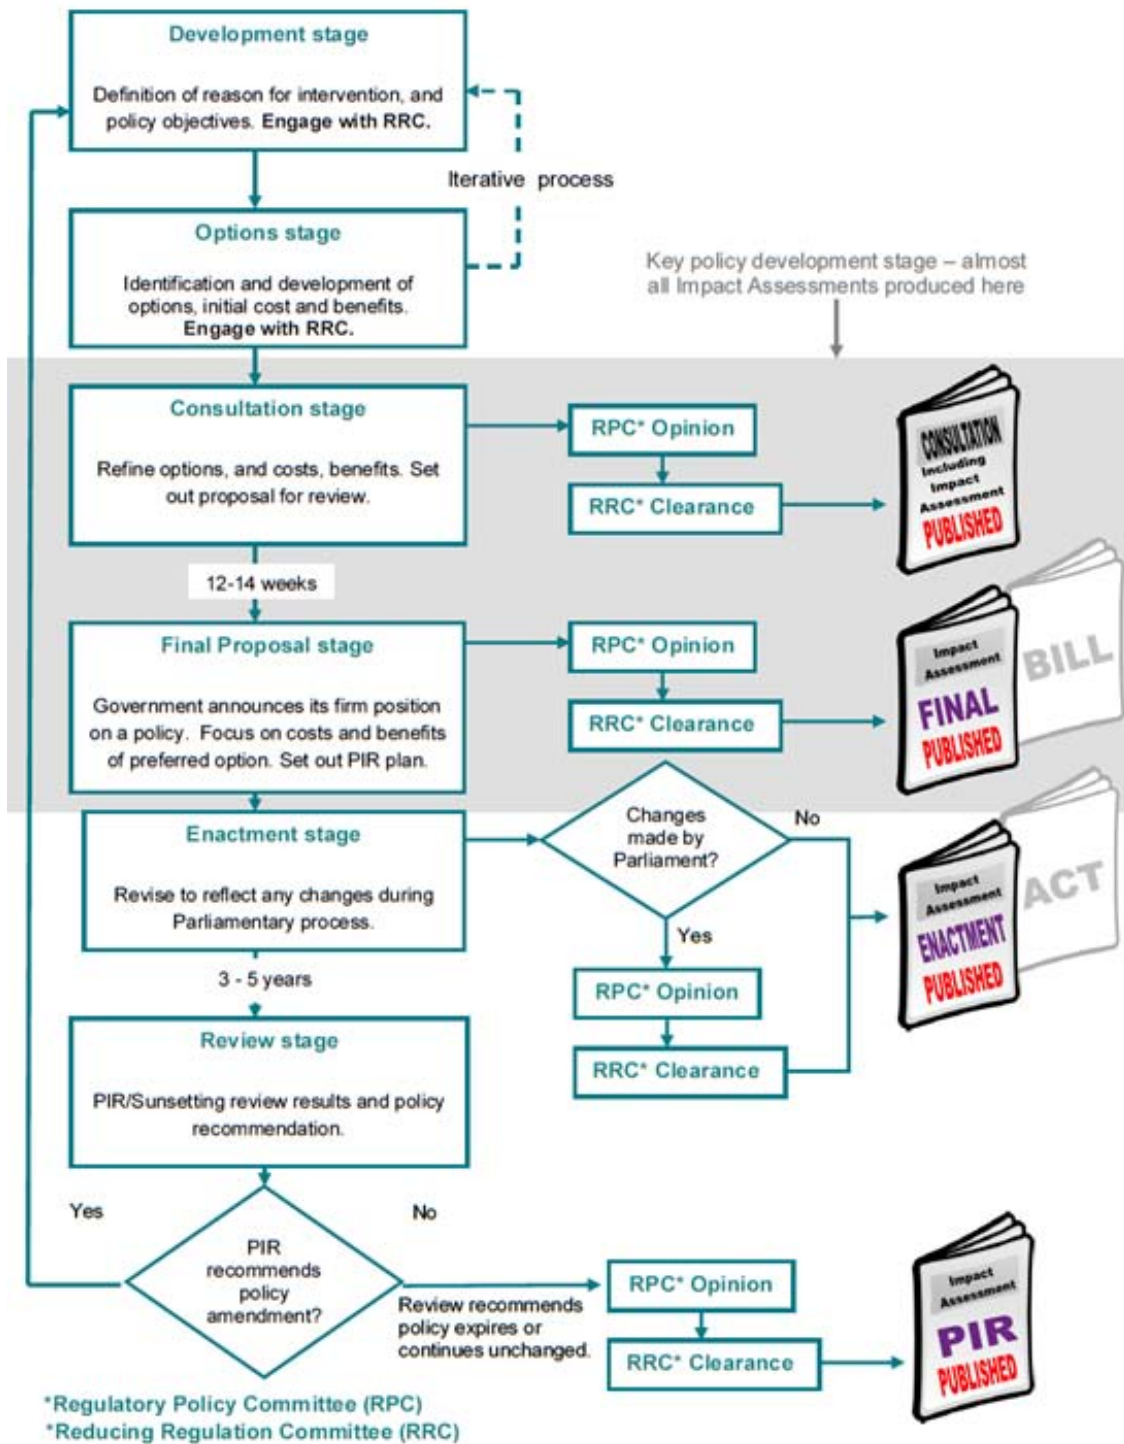 Development stage
Definition of reason for intervention, and
policy objectives. Engage with RRC.
Iterative process
Options stage
Identification and development of
options, initial cost and benefits.
Engage with RRC.
Key policy development stage – almost
all Impact Assessments produced here
Consultation stage
Refine options, and costs, benefits. Set
out proposal for review.
RPC* Opinion
RRC* Clearance
CONSULTATION
Including
Impact
Assessment
PUBLISHED
12-14 weeks
Final Proposal stage
Government announces its firm position
on a policy. Focus on costs and benefits
of preferred option. Set out PIR plan.
RPC* Opinion
RRC* Clearance
Impact
Assessment
FINAL
PUBLISHED
BILL
Enactment stage
Revise to reflect any changes during
Parliamentary process.
Changes
made by
Parliament?
No
Yes
RPC* Opinion
RRC* Clearance
Impact
Assessment
ENACTMENT
PUBLISHED
ACT
3 - 5 years
Review stage
PIR/Sunsetting review results and policy
recommendation.
Yes
No
PIR
recommends
policy
amendment?
Review recommends
policy expires or
continues unchanged.
RPC* Opinion
RRC* Clearance
Impact
Assessment
PIR
PUBLISHED
*Regulatory Policy Committee (RPC)
*Reducing Regulation Committee (RRC)